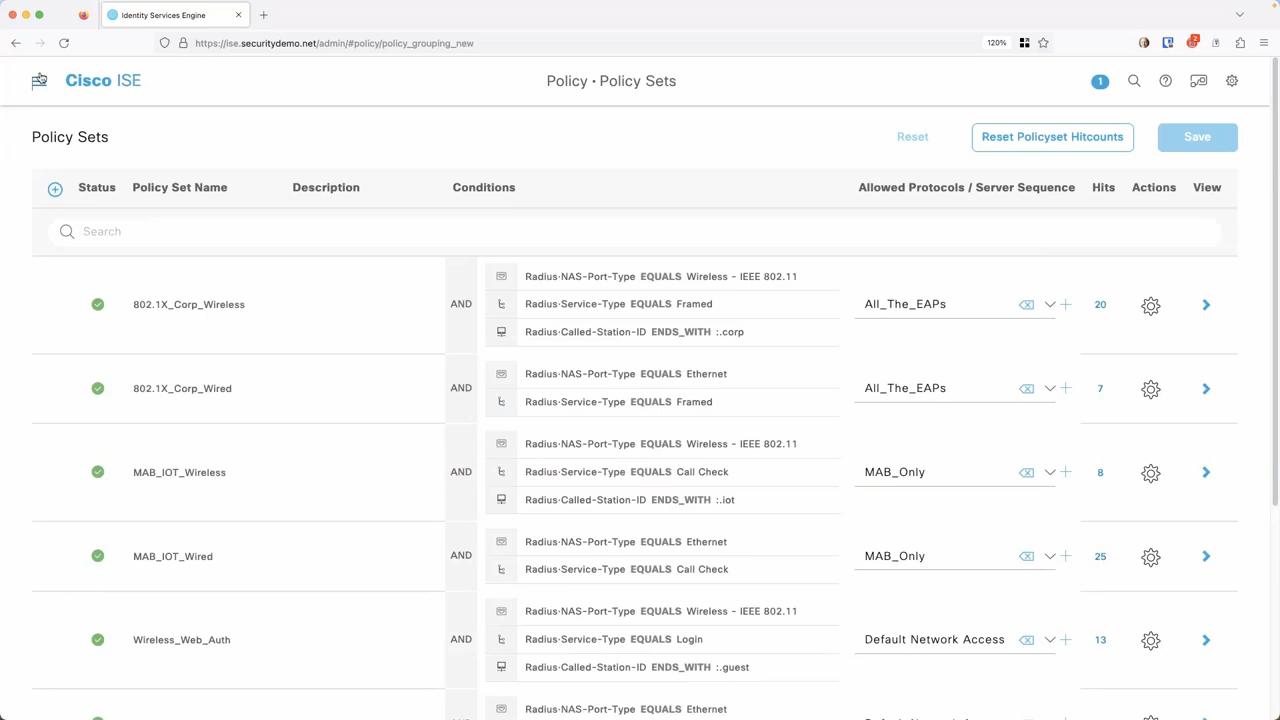 Identity Services Engine
https://ise.securitydemo.net/admin/#policy/policy_grouping_new
120%
2
Cisco ISE
Policy · Policy Sets
1
Policy Sets
Reset
Reset Policyset Hitcounts
Save
Status Policy Set Name Description Conditions Allowed Protocols / Server Sequence Hits Actions View
Search
Radius·NAS-Port-Type EQUALS Wireless - IEEE 802.11
802.1X_Corp_Wireless AND Radius·Service-Type EQUALS Framed All_The_EAPs 20
Radius·Called-Station-ID ENDS_WITH :.corp
Radius·NAS-Port-Type EQUALS Ethernet
802.1X_Corp_Wired AND All_The_EAPs 7
Radius·Service-Type EQUALS Framed
Radius·NAS-Port-Type EQUALS Wireless - IEEE 802.11
MAB_IOT_Wireless AND Radius·Service-Type EQUALS Call Check MAB_Only 8
Radius·Called-Station-ID ENDS_WITH :.iot
Radius·NAS-Port-Type EQUALS Ethernet
MAB_IOT_Wired AND MAB_Only 25
Radius·Service-Type EQUALS Call Check
Radius·NAS-Port-Type EQUALS Wireless - IEEE 802.11
Wireless_Web_Auth AND Radius·Service-Type EQUALS Login Default Network Access 13
Radius·Called-Station-ID ENDS_WITH :.guest
Radius·NAS-Port-Type EQUALS Ethernet